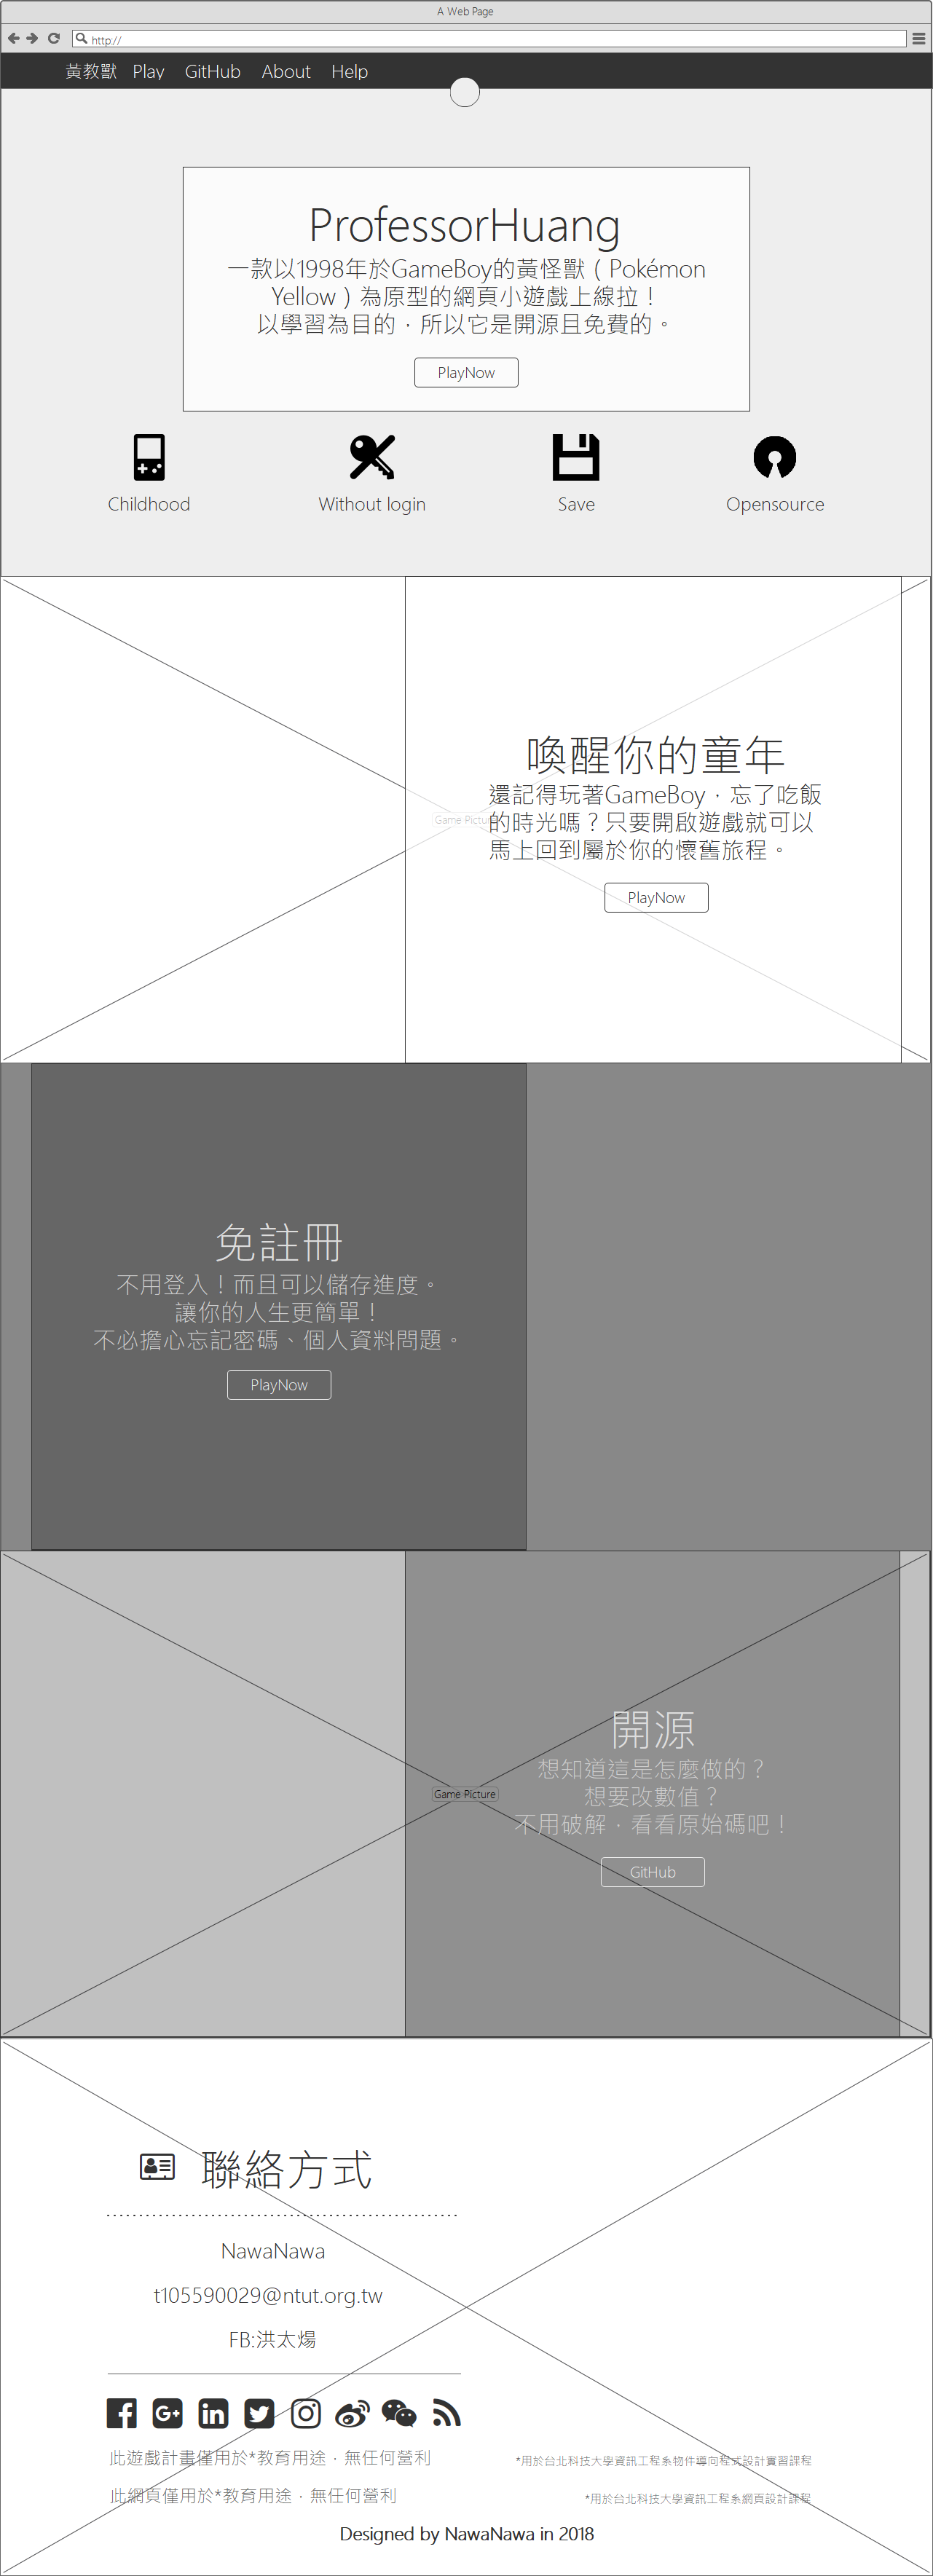 A Web Page
http://
黃教獸 Play GitHub About Help
ProfessorHuang
一款以1998年於GameBoy的黃怪獸（Pokémon
Yellow）為原型的網頁小遊戲上線拉！
以學習為目的，所以它是開源且免費的。
PlayNow
Childhood Without login Save Opensource
喚醒你的童年
還記得玩著GameBoy，忘了吃飯
Game Picture
的時光嗎？只要開啟遊戲就可以
馬上回到屬於你的懷舊旅程。
PlayNow
免註冊
不用登入！而且可以儲存進度。
讓你的人生更簡單！
不必擔心忘記密碼、個人資料問題。
PlayNow
開源
想知道這是怎麼做的？
Game Picture
想要改數值？
不用破解，看看原始碼吧！
GitHub
聯絡方式
NawaNawa
t105590029@ntut.org.tw
FB:洪太煬
此遊戲計畫僅用於*教育用途，無任何營利
*用於台北科技大學資訊工程系物件導向程式設計實習課程
此網頁僅用於*教育用途，無任何營利
*用於台北科技大學資訊工程系網頁設計課程
Designed by NawaNawa in 2018